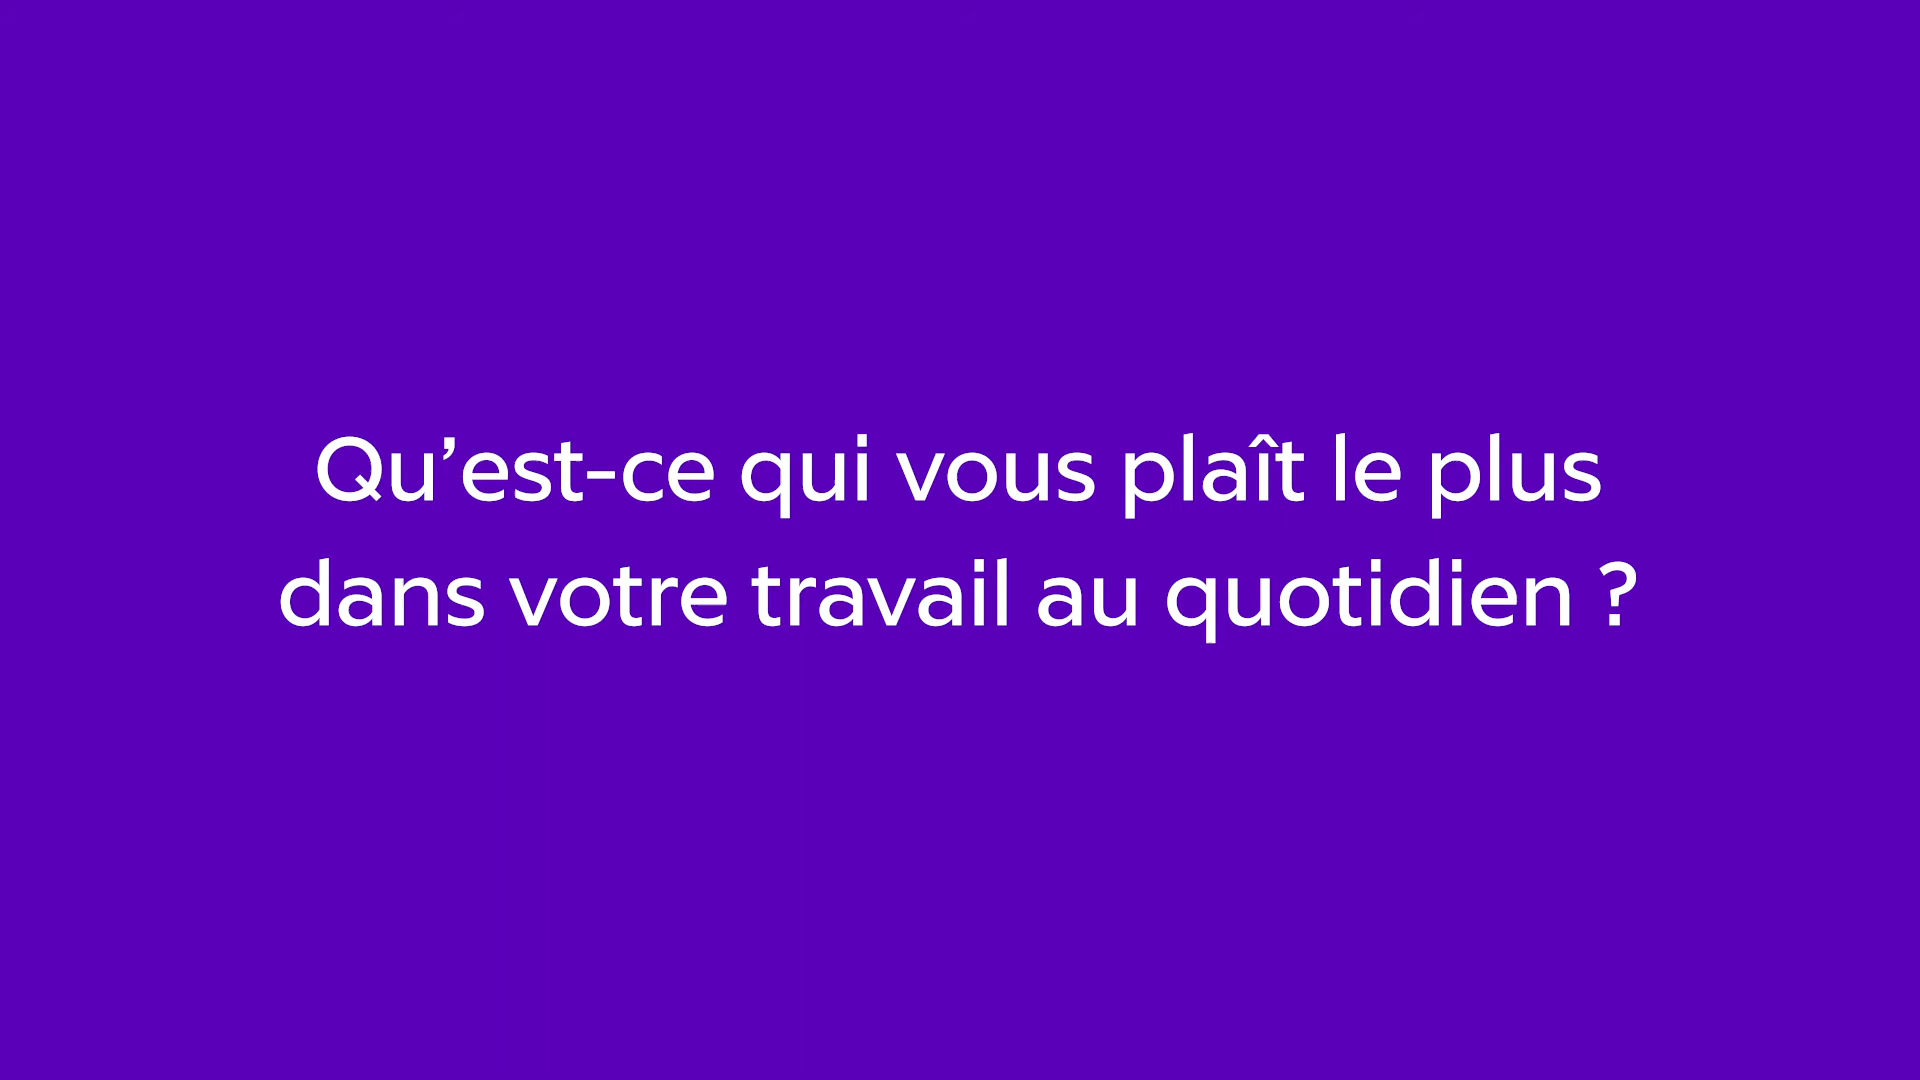 Qu’est-ce qui vous plaît le plus
dans votre travail au quotidien ?